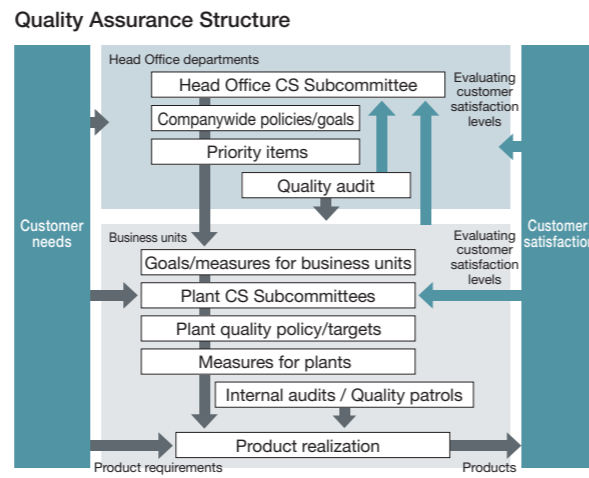 Quality Assurance Structure
Head Office departments
Head Office CS Subcommittee
Evaluating
customer
satisfaction
levels
Companywide policies/goals
Priority items
Quality audit
Customer
needs
Customer
satisfactio
Business units
Evaluating
customer
satisfaction
levels
Goals/measures for business units
Plant CS Subcommittees
Plant quality policy/targets
Measures for plants
Internal audits / Quality patrols
Product realization
Product requirements
Products